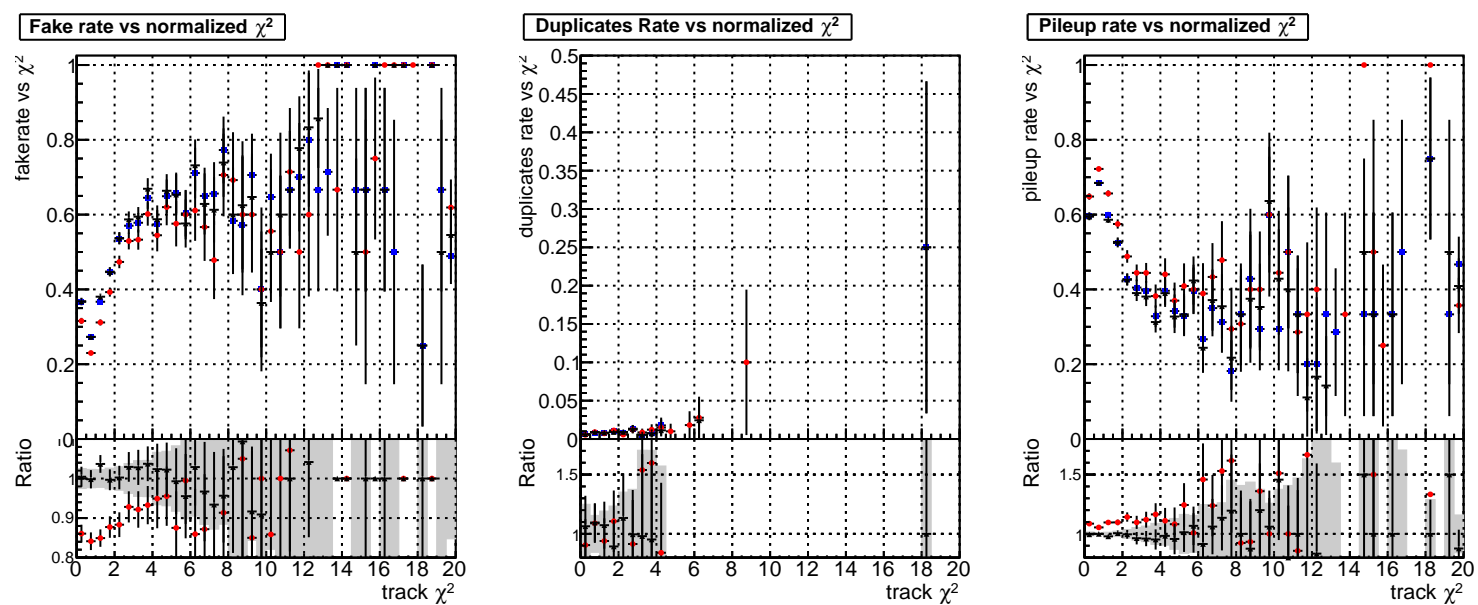 Fake rate vs normalized χ²
fakerate vs χ²
1
0.8
0.6
0.4
0.2
0
Ratio
1
0.9
0.8
0 2 4 6 8 10 12 14 16 18 20
track χ²
Duplicates Rate vs normalized χ²
duplicates rate vs χ²
0.5
0.45
0.4
0.35
0.3
0.25
0.2
0.15
0.1
0.05
0
Ratio
1.5
1
0 2 4 6 8 10 12 14 16 18 20
track χ²
Pileup rate vs normalized χ²
pileup rate vs χ²
1
0.8
0.6
0.4
0.2
0
Ratio
1.5
1
0 2 4 6 8 10 12 14 16 18 20
track χ²